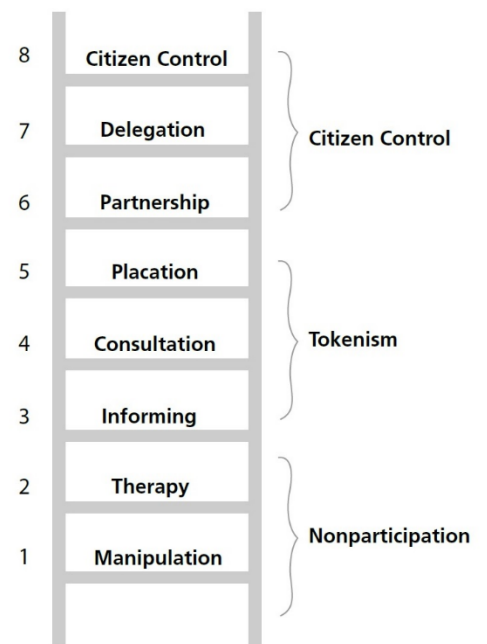 8 Citizen Control
7 Delegation
Citizen Control
6 Partnership
5 Placation
4 Consultation
Tokenism
3 Informing
2 Therapy
Nonparticipation
1 Manipulation